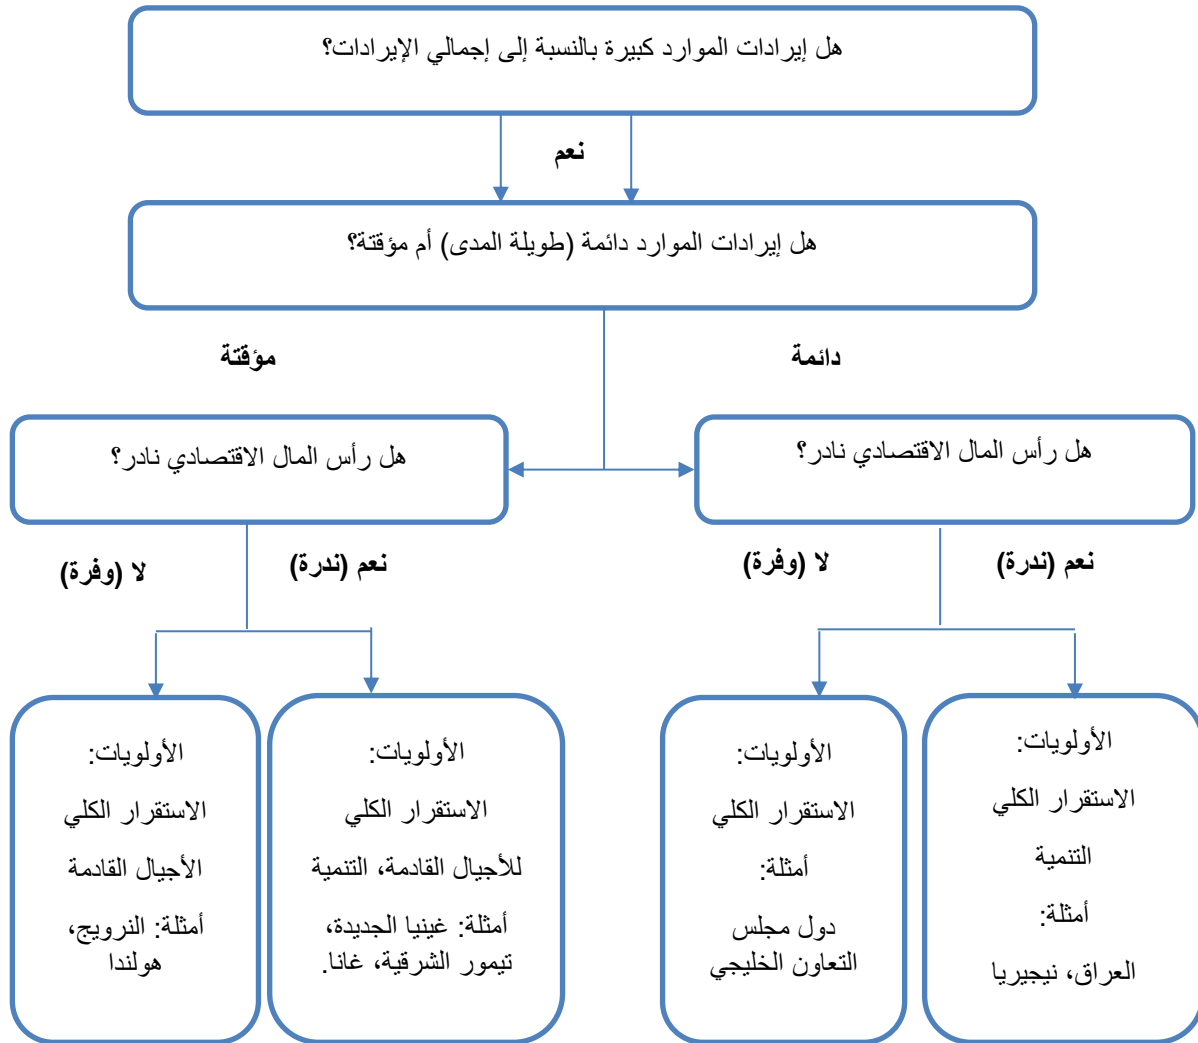 هل إيرادات الموارد كبيرة بالنسبة إلى إجمالي الإيرادات؟
نعم
هل إيرادات الموارد دائمة (طويلة المدى) أم مؤقتة؟
دائمة
مؤقتة
هل رأس المال الاقتصادي نادر؟
هل رأس المال الاقتصادي نادر؟
نعم (ندرة)
لا (وفرة)
نعم (ندرة)
لا (وفرة)
الأولويات:
الاستقرار الكلي
التنمية
أمثلة:
العراق، نيجيريا
الأولويات:
الاستقرار الكلي
أمثلة:
دول مجلس
التعاون الخليجي
الأولويات:
الاستقرار الكلي
للأجيال القادمة، التنمية
أمثلة: غينيا الجديدة،
تيمور الشرقية، غانا.
الأولويات:
الاستقرار الكلي
الأجيال القادمة
أمثلة: النرويج،
هولندا